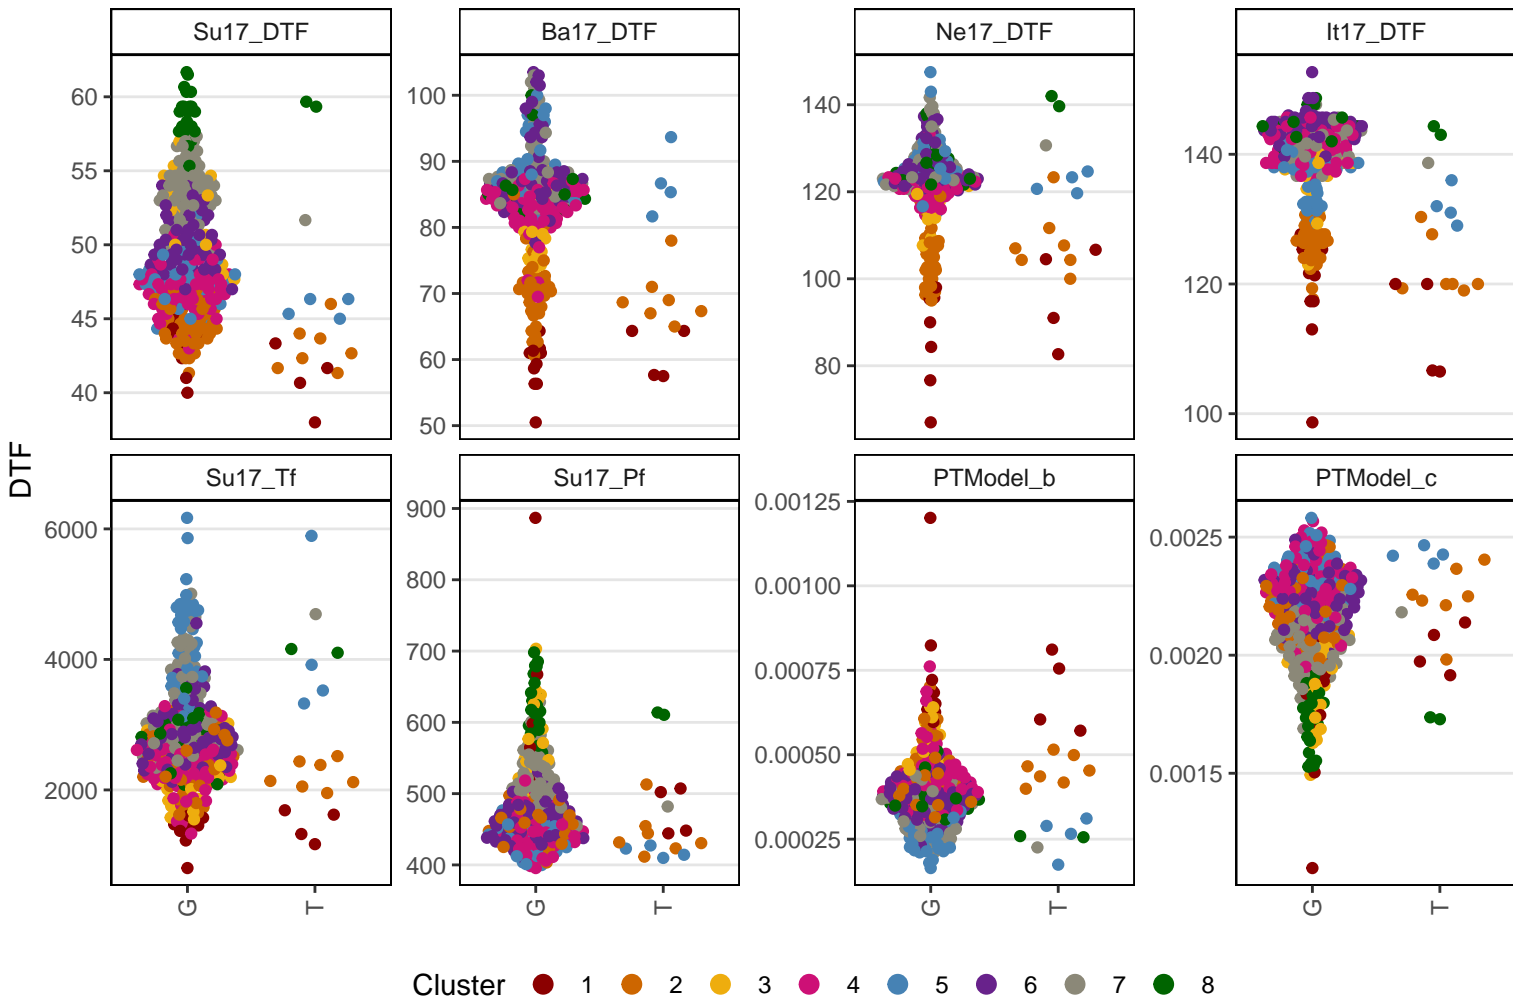 Su17_DTF Ba17_DTF Ne17_DTF It17_DTF
60 55 50 45 40
100 90 80 70 60 50
140 120 100 80
140 120 100
DTF
Su17_Tf Su17_Pf PTModel_b PTModel_c
6000 4000 2000
900 800 700 600 500 400
0.00125 0.00100 0.00075 0.00050 0.00025
0.0025 0.0020 0.0015
G T G T G T G T
Cluster 1 2 3 4 5 6 7 8